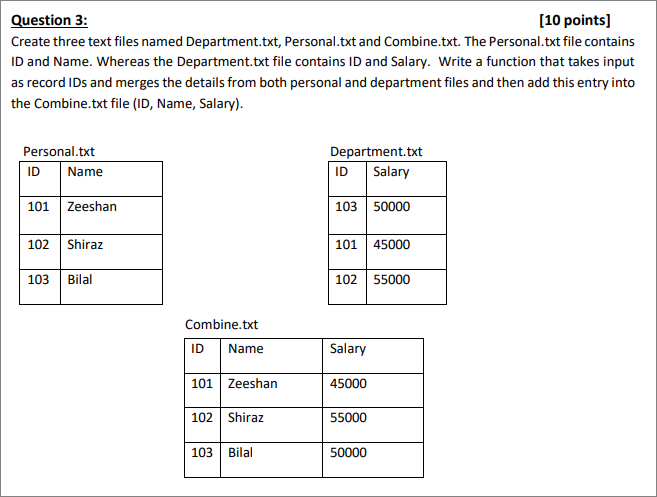 Question 3: [10 points]
Create three text files named Department.txt, Personal.txt and Combine.txt. The Personal.txt file contains
ID and Name. Whereas the Department.txt file contains ID and Salary. Write a function that takes input
as record IDs and merges the details from both personal and department files and then add this entry into
the Combine.txt file (ID, Name, Salary).
Personal.txt
ID Name
101 Zeeshan
102 Shiraz
103 Bilal
Department.txt
ID Salary
103 50000
101 45000
102 55000
Combine.txt
ID Name Salary
101 Zeeshan 45000
102 Shiraz 55000
103 Bilal 50000